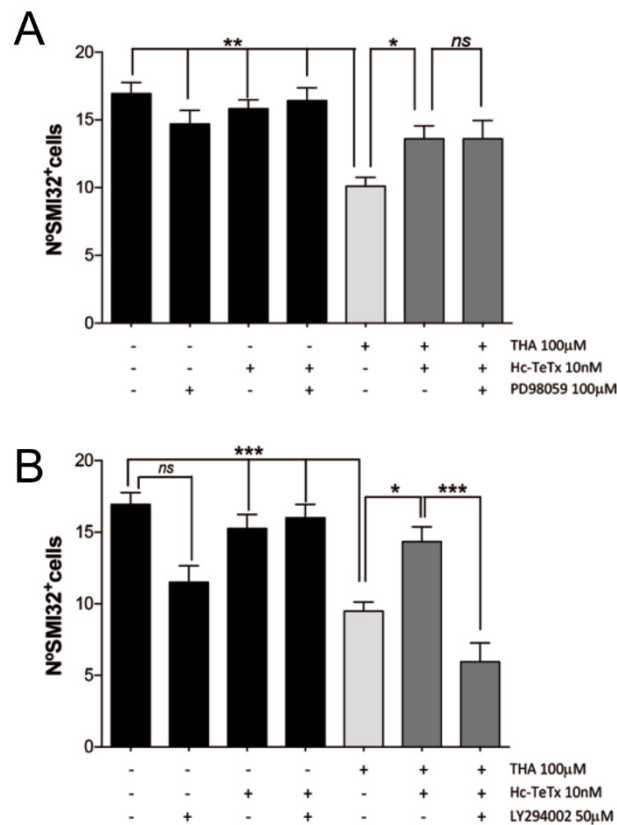 A
** * ns
NºSMI32+cells
20
15
10
5
0
- - - - + + + THA 100μM
- - + + - + + Hc-TeTx 10nM
- + - + - - + PD98059 100μM
B
***
ns
* ***
NºSMI32+cells
20
15
10
5
0
- - - - + + + THA 100μM
- - + + - + + Hc-TeTx 10nM
- + - + - - + LY294002 50μM